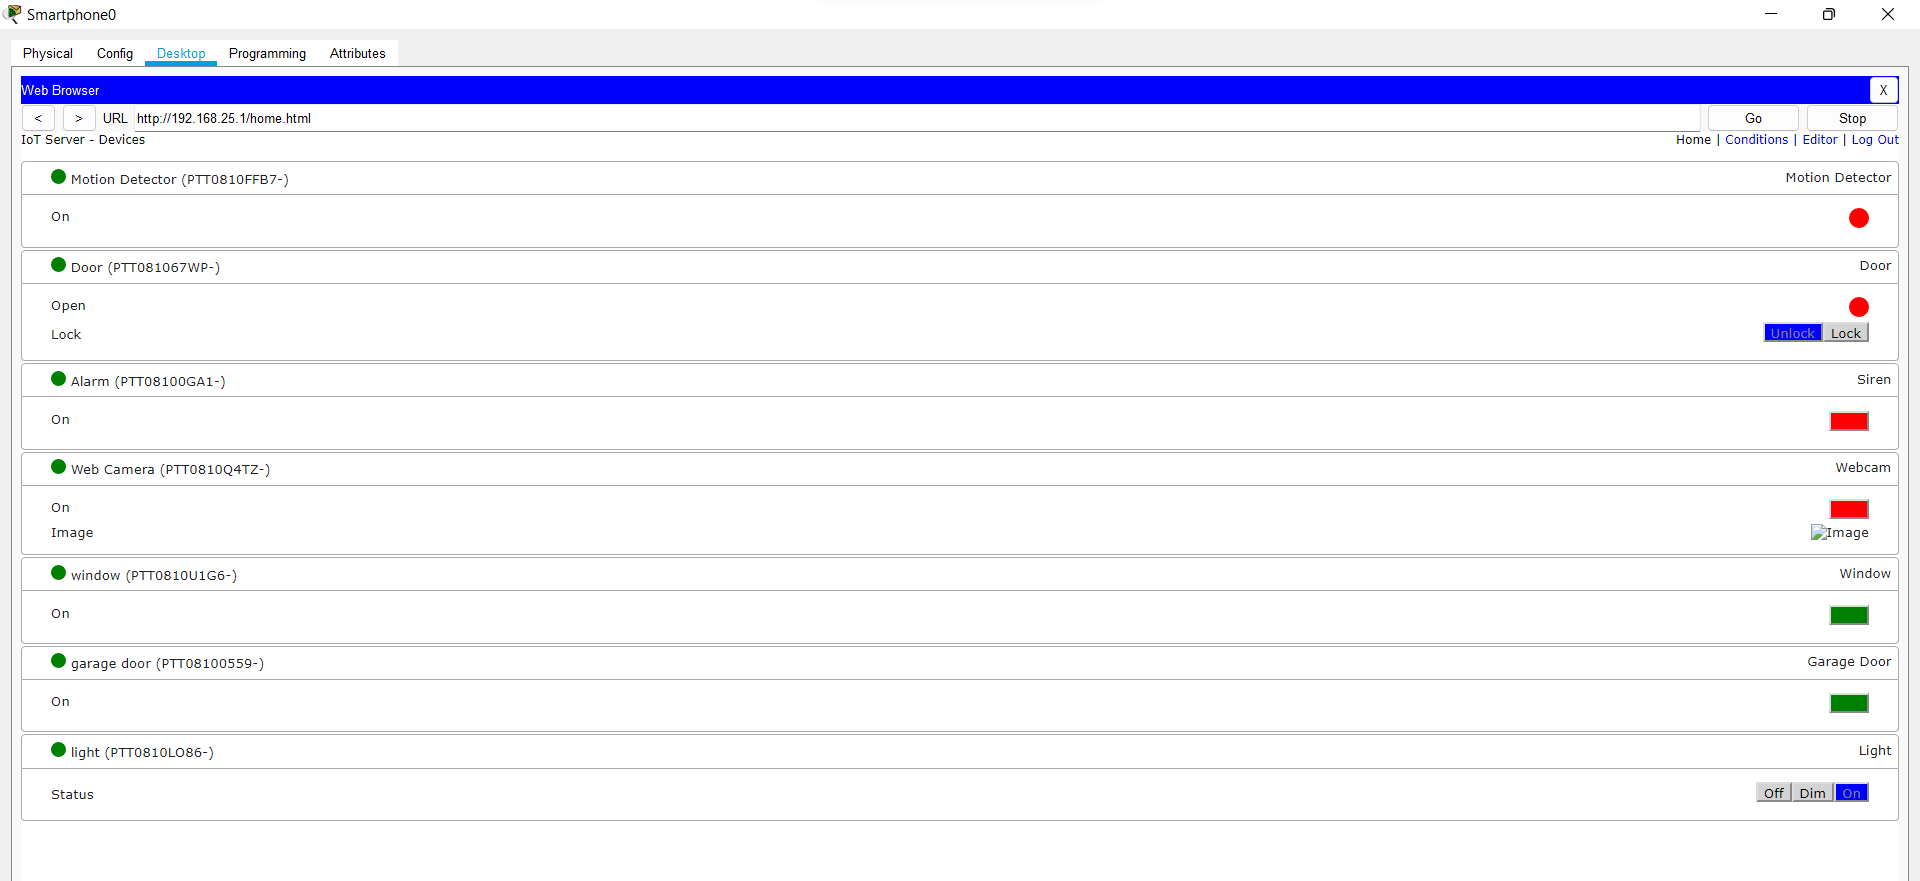 Smartphone0
Physical Config Desktop Programming Attributes
Web Browser X
< > URL http://192.168.25.1/home.html Go Stop
IoT Server - Devices Home | Conditions | Editor | Log Out
Motion Detector (PTT0810FFB7-) Motion Detector
On
Door (PTT081067WP-) Door
Open
Lock Unlock Lock
Alarm (PTT08100GA1-) Siren
On
Web Camera (PTT0810Q4TZ-) Webcam
On
Image Image
window (PTT0810U1G6-) Window
On
garage door (PTT08100559-) Garage Door
On
light (PTT0810LO86-) Light
Status Off Dim On